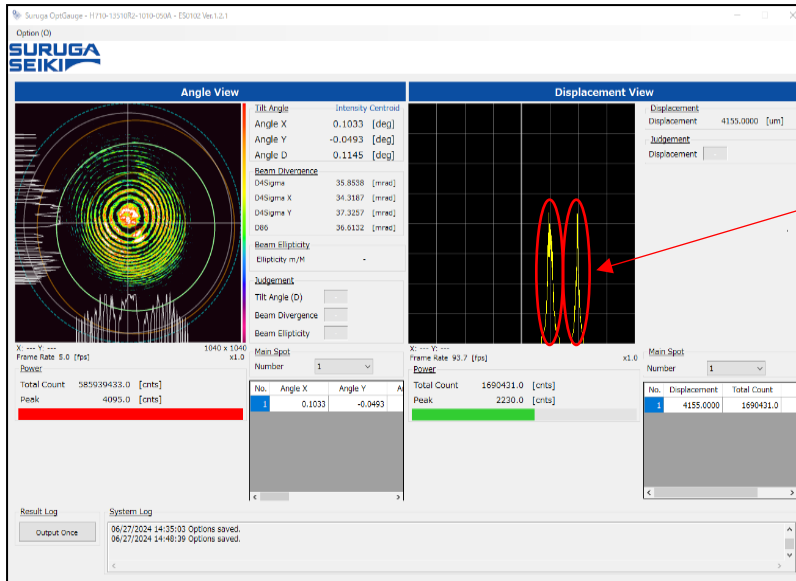 Suruga OptGauge - H710-13510R2-1010-050A - ES0102 Ver.1.2.1
Option (O)
SURUGA
SEIKI
Angle View
Tilt Angle Intensity Centroid
Angle X 0.1033 [deg]
Angle Y -0.0493 [deg]
Angle D 0.1145 [deg]
Beam Divergence
D4Sigma 35.8538 [mrad]
D4Sigma X 34.3187 [mrad]
D4Sigma Y 37.3257 [mrad]
D86 36.6132 [mrad]
Beam Ellipticity
Ellipticity m/M -
Judgement
Tilt Angle (D)
Beam Divergence
Beam Ellipticity
X: --- Y: --- 1040 x 1040
Frame Rate 5.0 [fps] x1.0
Power
Total Count 585939433.0 [cnts]
Peak 4095.0 [cnts]
Main Spot
Number 1
No. Angle X Angle Y A
1 0.1033 -0.0493
Displacement View
Displacement
Displacement 4155.0000 [um]
Judgement
Displacement
X: --- Y: ---
Frame Rate 93.7 [fps] x1.0
Power
Total Count 1690431.0 [cnts]
Peak 2230.0 [cnts]
Main Spot
Number 1
No. Displacement Total Count
1 4155.0000 1690431.0
Result Log
Output Once
System Log
06/27/2024 14:35:03 Options saved.
06/27/2024 14:48:39 Options saved.